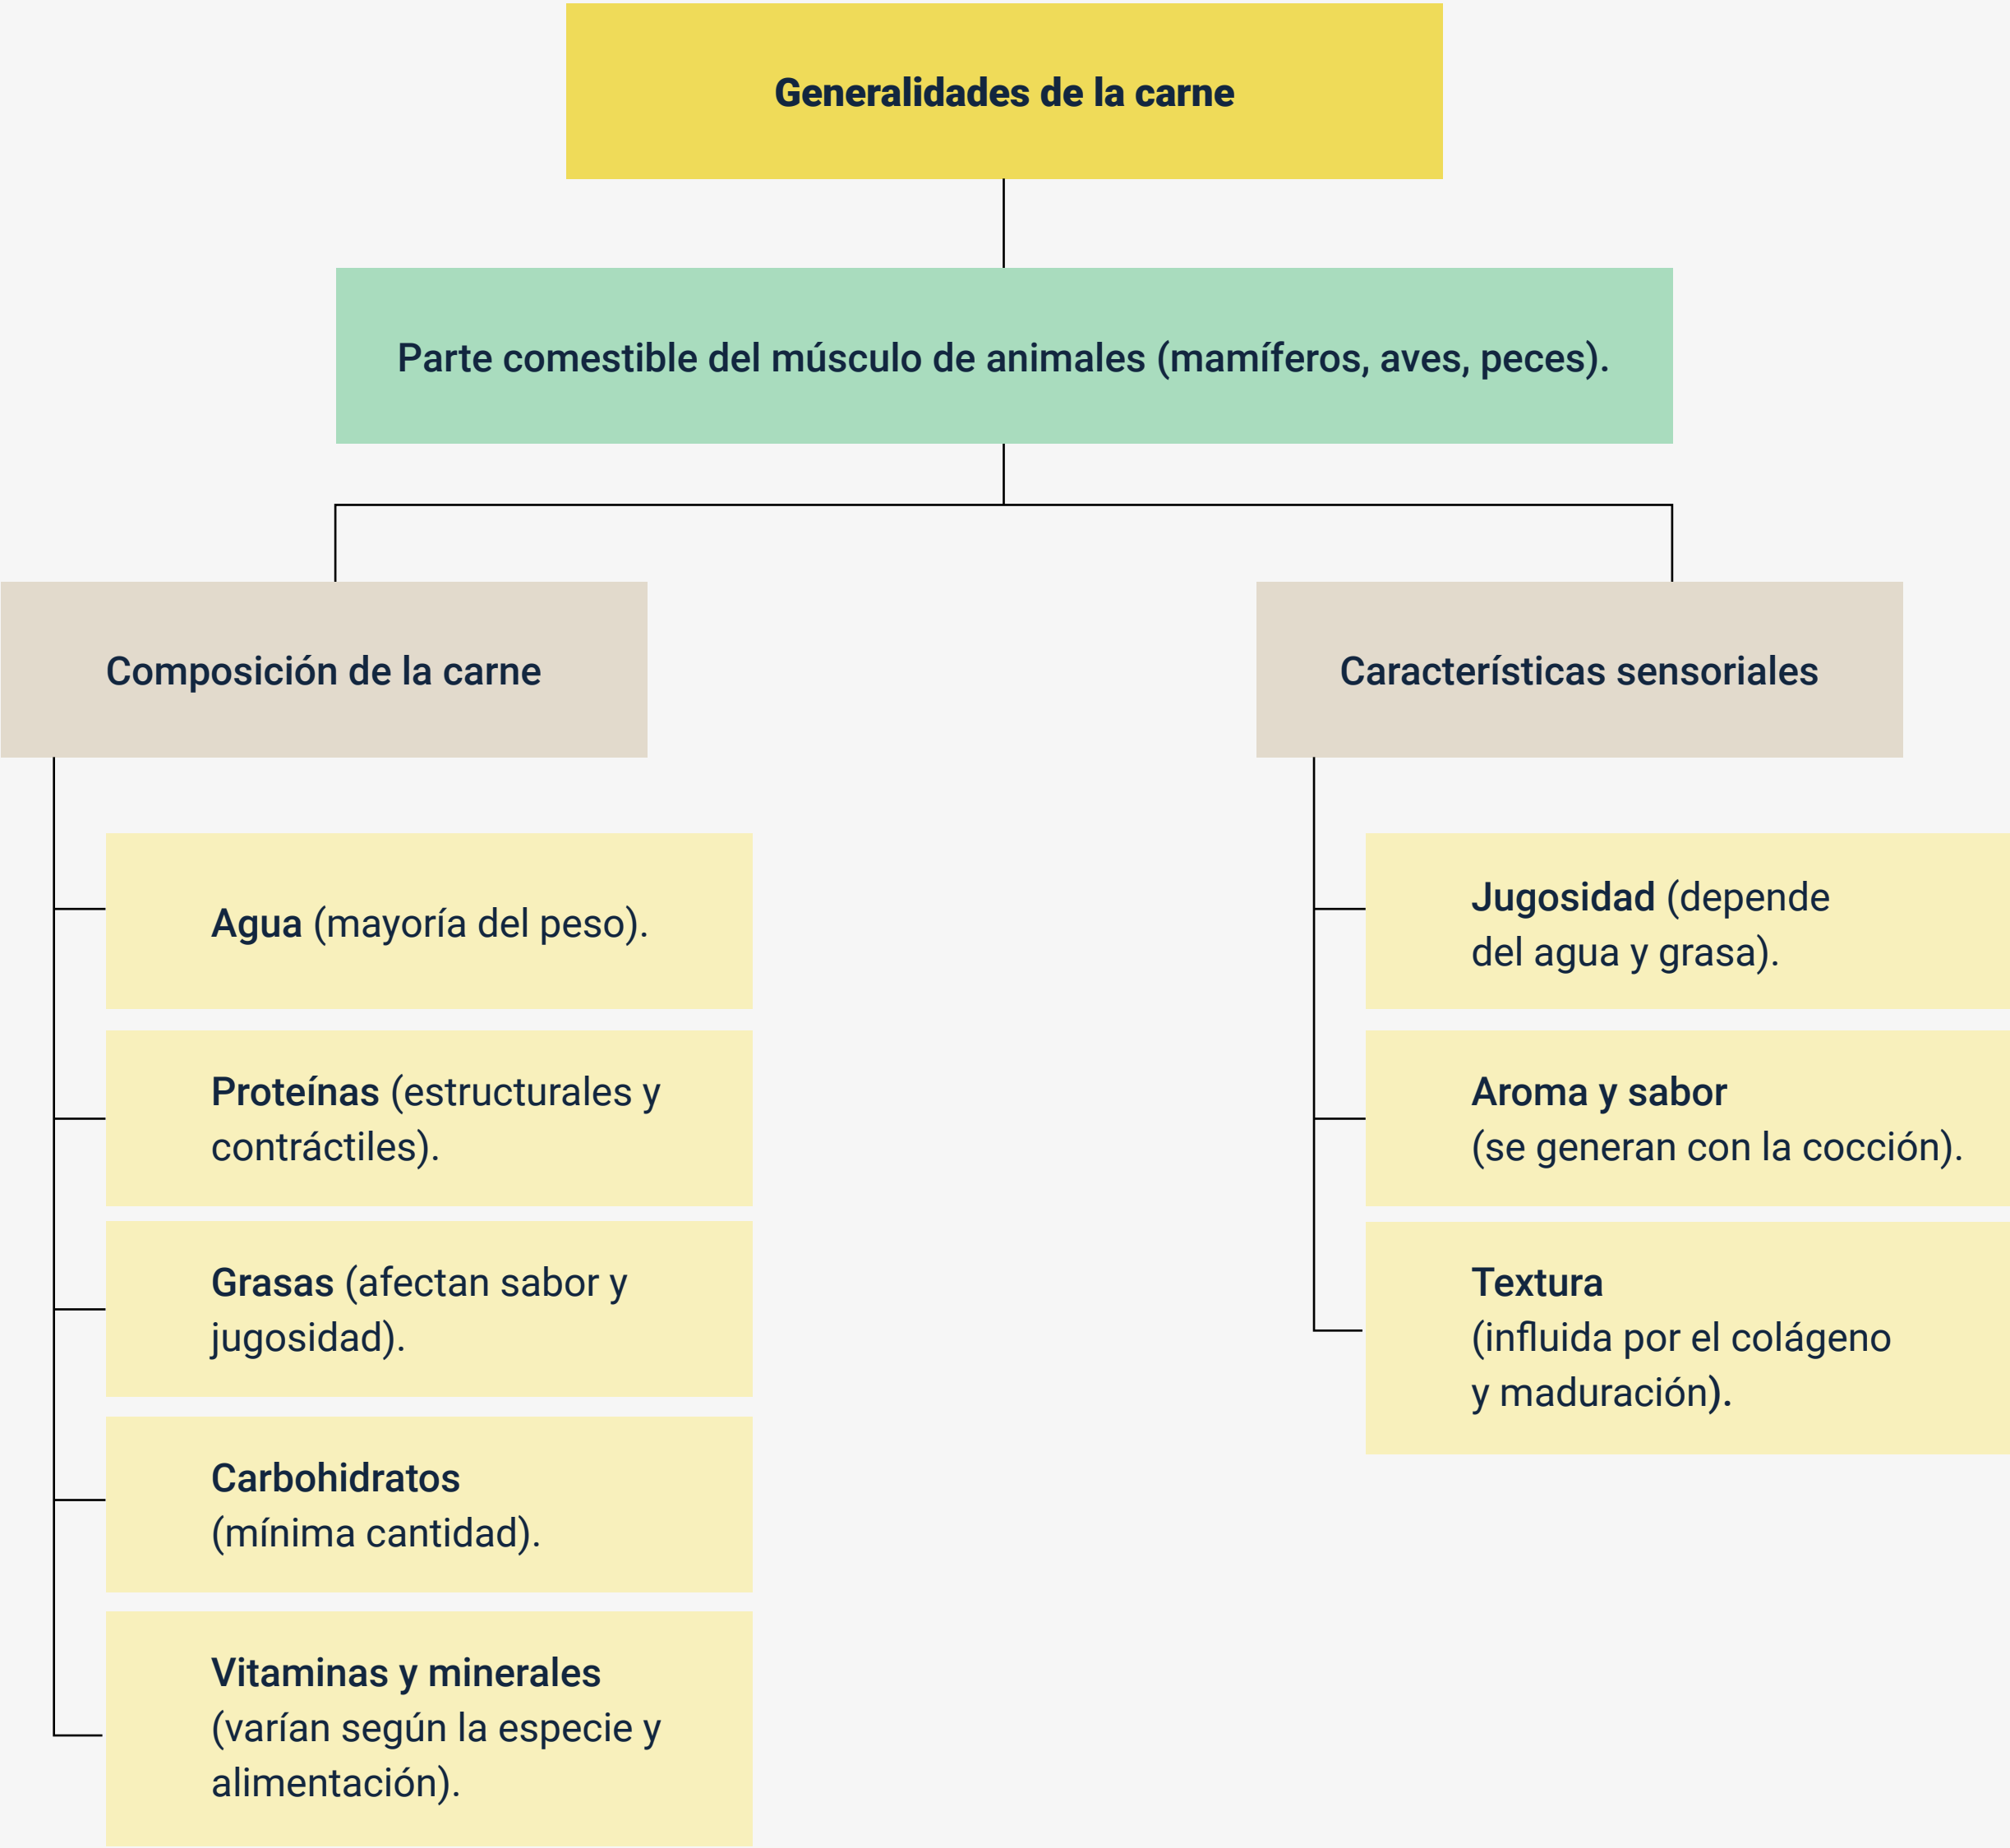 Generalidades de la carne
Parte comestible del músculo de animales (mamíferos, aves, peces).
Composición de la carne
Agua (mayoría del peso).
Proteínas (estructurales y
contráctiles).
Grasas (afectan sabor y
jugosidad).
Carbohidratos
(mínima cantidad).
Vitaminas y minerales
(varían según la especie y
alimentación).
Características sensoriales
Jugosidad (depende
del agua y grasa).
Aroma y sabor
(se generan con la cocción).
Textura
(influida por el colágeno
y maduración).